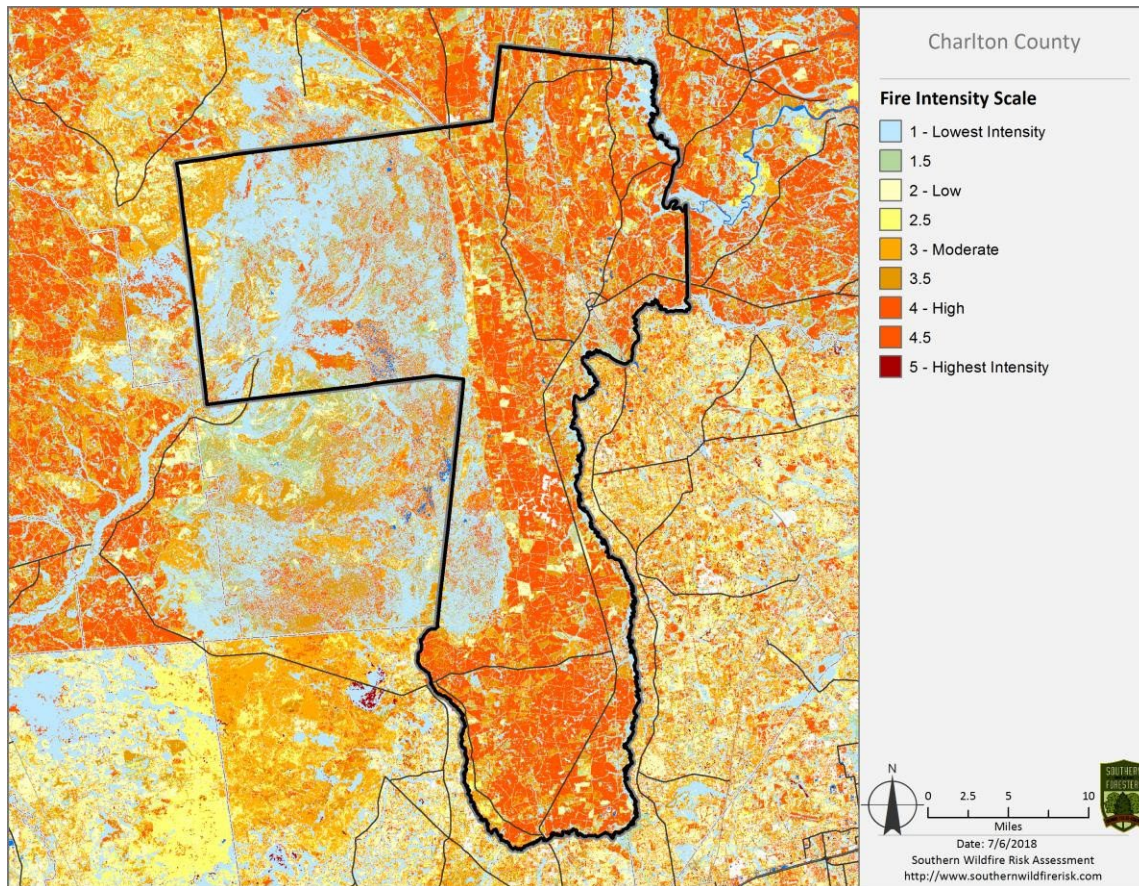 Charlton County
Fire Intensity Scale
1 - Lowest Intensity
1.5
2 - Low
2.5
3 - Moderate
3.5
4 - High
4.5
5 - Highest Intensity
N
0 2.5 5 10
Miles
SOUTHERN
FORESTERS
Date: 7/6/2018
Southern Wildfire Risk Assessment
http://www.southernwildfirerisk.com